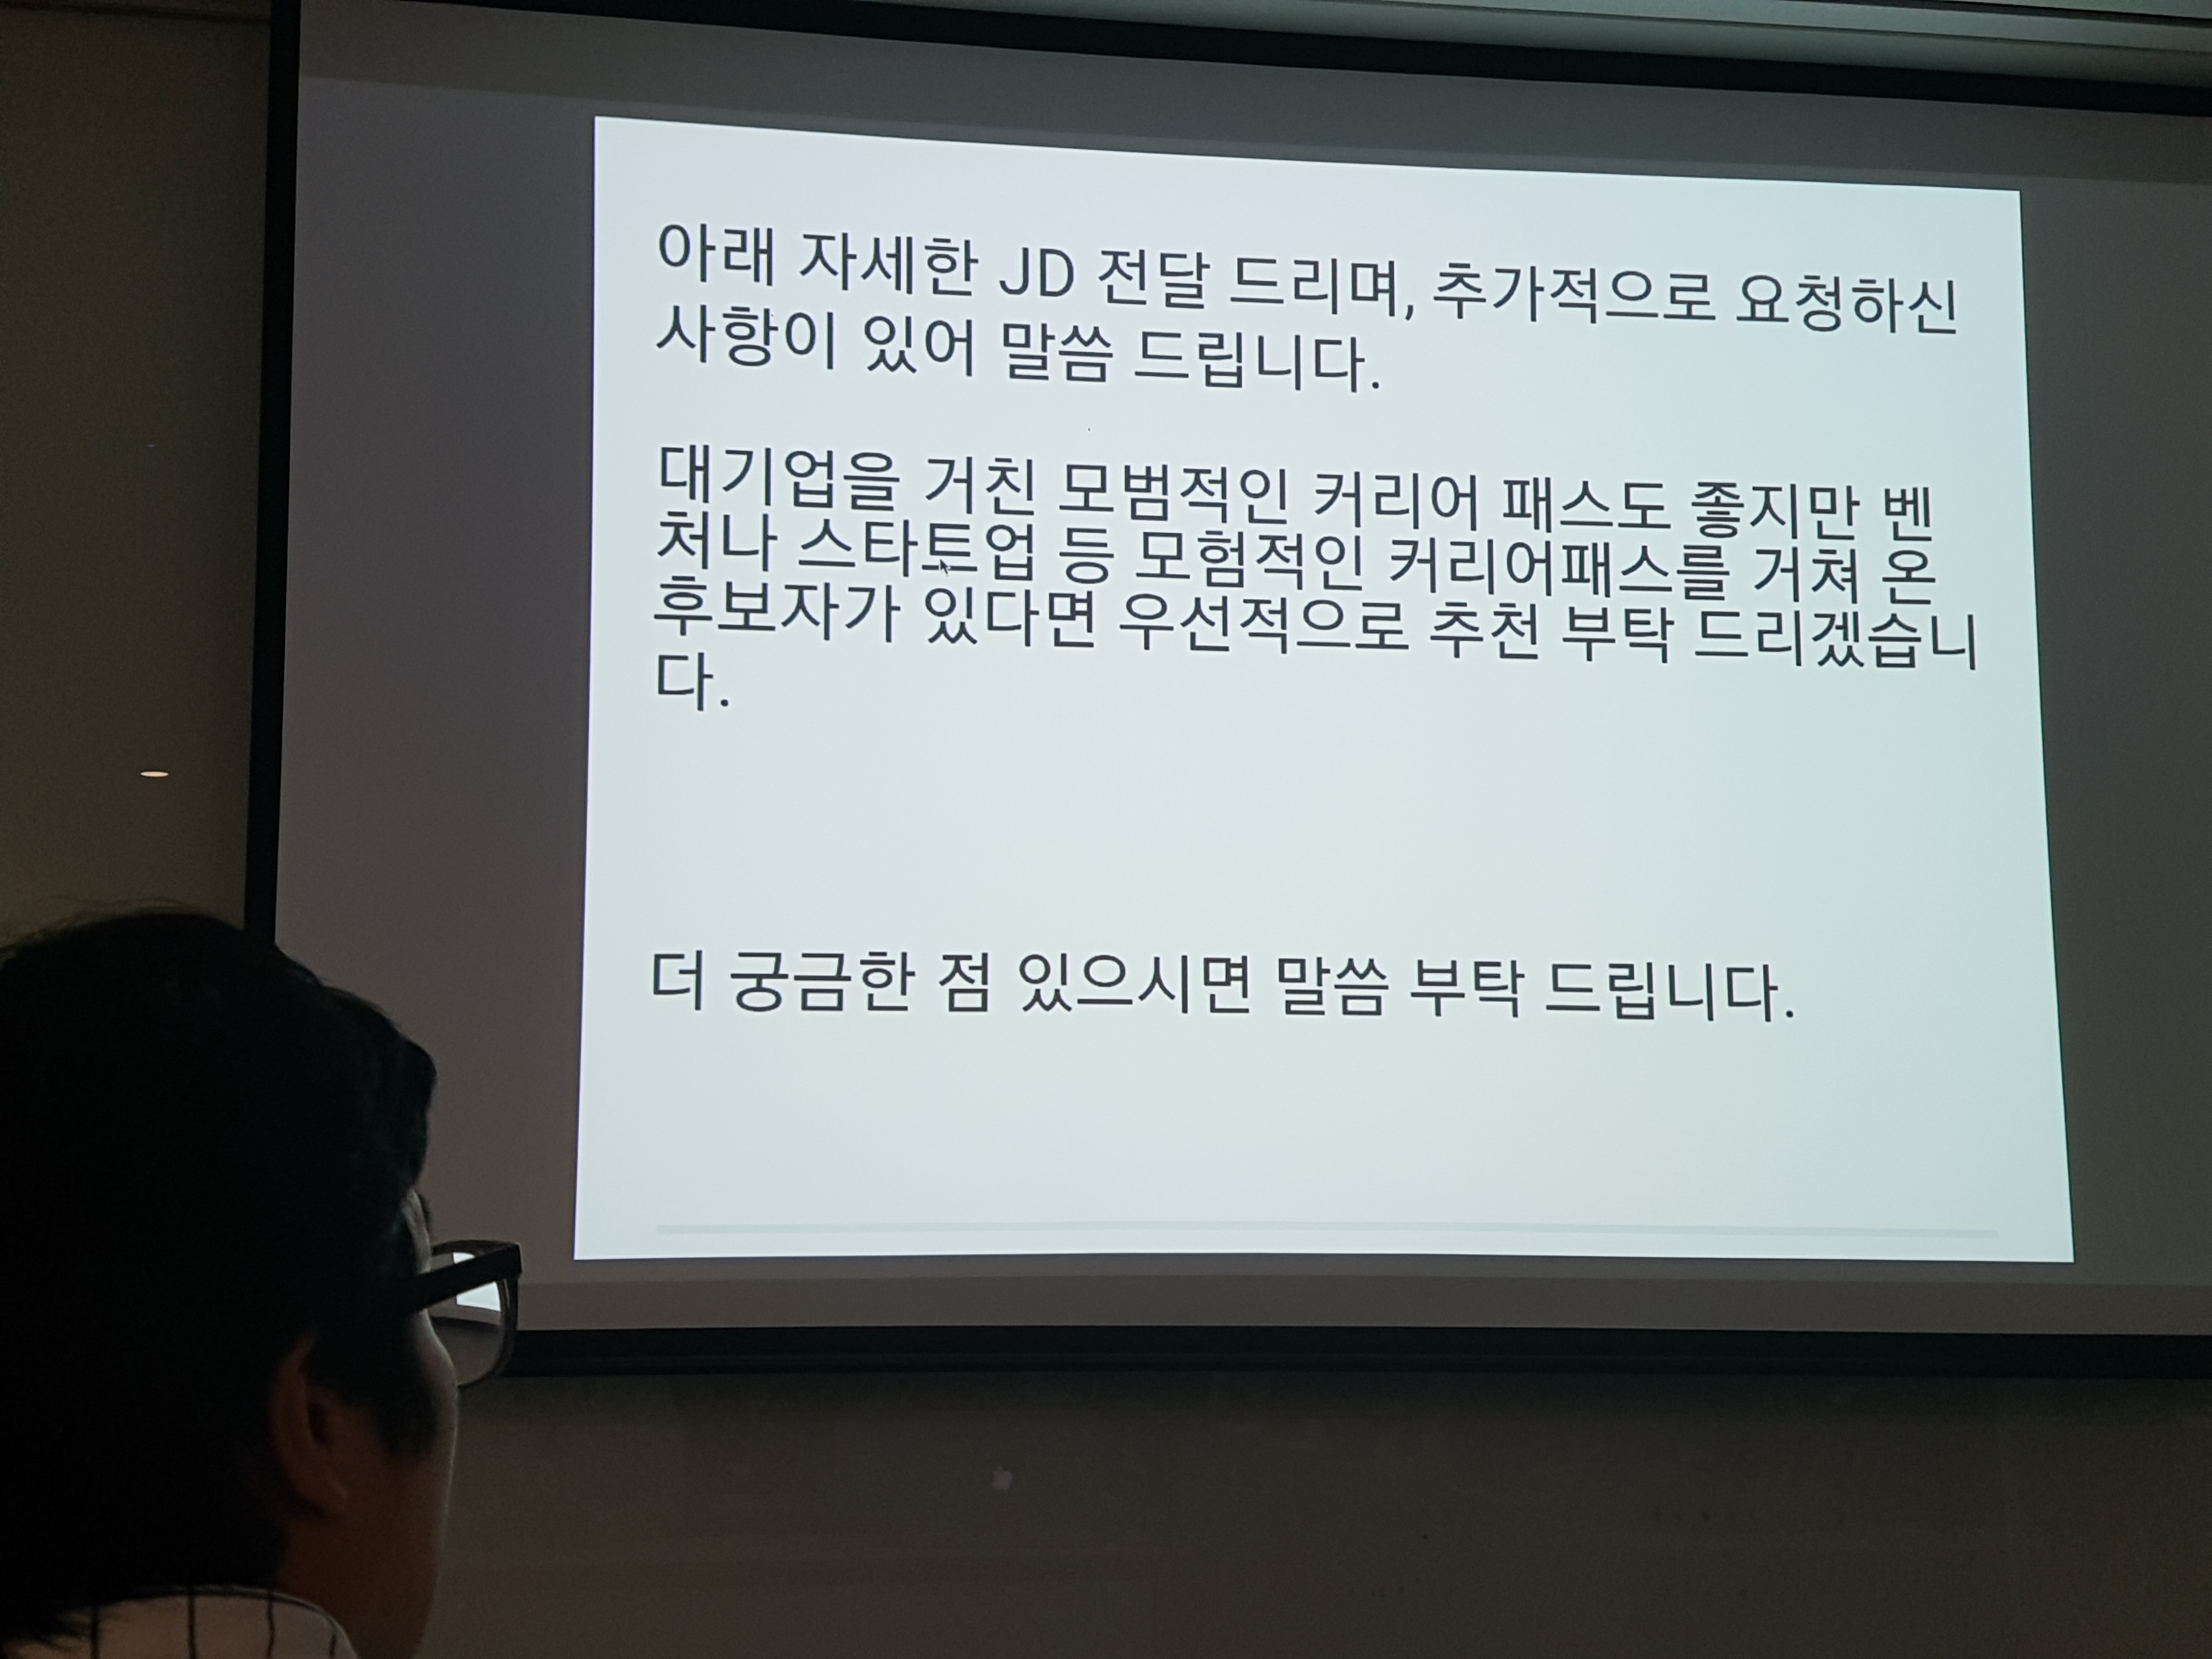 아래 자세한 JD 전달 드리며, 추가적으로 요청하신
사항이 있어 말씀 드립니다.
대기업을 거친 모범적인 커리어 패스도 좋지만 벤
처나 스타트업 등 모험적인 커리어패스를 거쳐 온
후보자가 있다면 우선적으로 추천 부탁 드리겠습니
다.
더 궁금한 점 있으시면 말씀 부탁 드립니다.